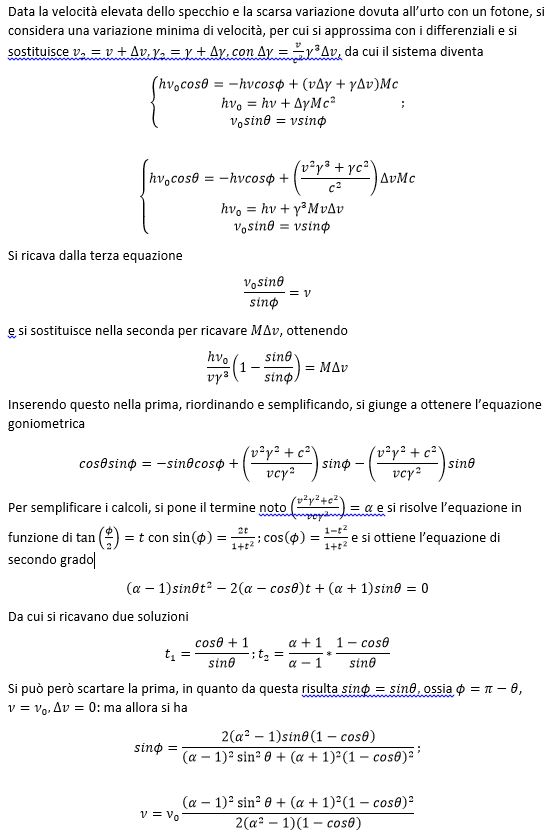 Data la velocità elevata dello specchio e la scarsa variazione dovuta all'urto con un fotone, si
considera una variazione minima di velocità, per cui si approssima con i differenziali e si
sostituisce v₂ = v + Δv, γ₂ = γ + Δγ, con Δγ = v/c² γ³Δv, da cui il sistema diventa
{hν₀cosθ = −hνcosϕ + (vΔγ + γΔv)Mc
hν₀ = hν + ΔγMc² ;
ν₀sinθ = νsinϕ
{hν₀cosθ = −hνcosϕ + ((v²γ³ + γc²)/c²) ΔvMc
hν₀ = hν + γ³MvΔv
ν₀sinθ = νsinϕ
Si ricava dalla terza equazione
ν₀sinθ/sinϕ = ν
e si sostituisce nella seconda per ricavare MΔv, ottenendo
hν₀/vγ³ (1 − sinθ/sinϕ) = MΔv
Inserendo questo nella prima, riordinando e semplificando, si giunge a ottenere l'equazione
goniometrica
cosθsinϕ = −sinθcosϕ + ((v²γ² + c²)/vcγ²) sinϕ − ((v²γ² + c²)/vcγ²) sinθ
Per semplificare i calcoli, si pone il termine noto ((v²γ²+c²)/vcγ²) = α e si risolve l'equazione in
funzione di tan (ϕ/2) = t con sin(ϕ) = 2t/(1+t²) ; cos(ϕ) = (1−t²)/(1+t²) e si ottiene l'equazione di
secondo grado
(α − 1)sinθt² − 2(α − cosθ)t + (α + 1)sinθ = 0
Da cui si ricavano due soluzioni
t₁ = (cosθ + 1)/sinθ ; t₂ = (α + 1)/(α − 1) * (1 − cosθ)/sinθ
Si può però scartare la prima, in quanto da questa risulta sinϕ = sinθ, ossia ϕ = π − θ,
ν = ν₀, Δv = 0: ma allora si ha
sinϕ = 2(α² − 1)sinθ(1 − cosθ)/((α − 1)² sin² θ + (α + 1)²(1 − cosθ)²) ;
ν = ν₀ ((α − 1)² sin² θ + (α + 1)²(1 − cosθ)²)/(2(α² − 1)(1 − cosθ))